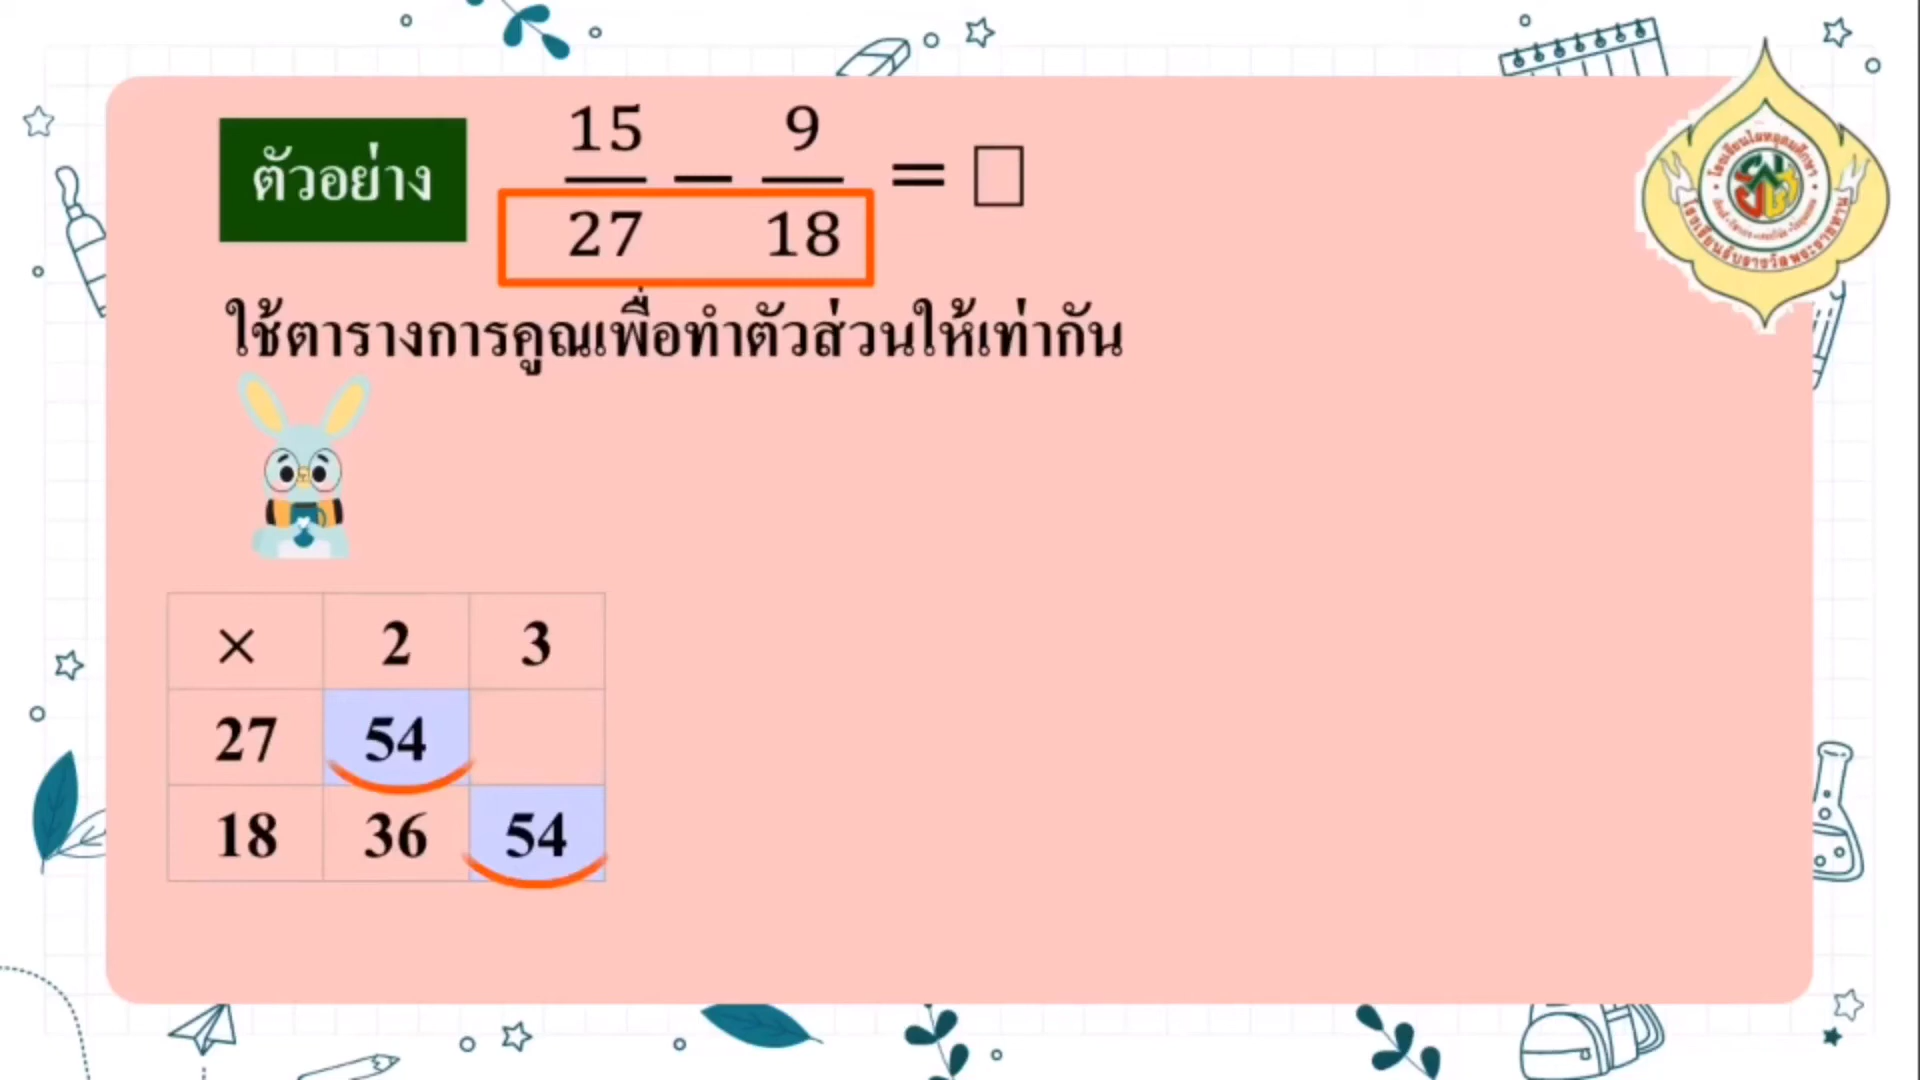 ตัวอย่าง
15/27 − 9/18 = □
ใช้ตารางการคูณเพื่อทำตัวส่วนให้เท่ากัน
× 2 3
27 54
18 36 54